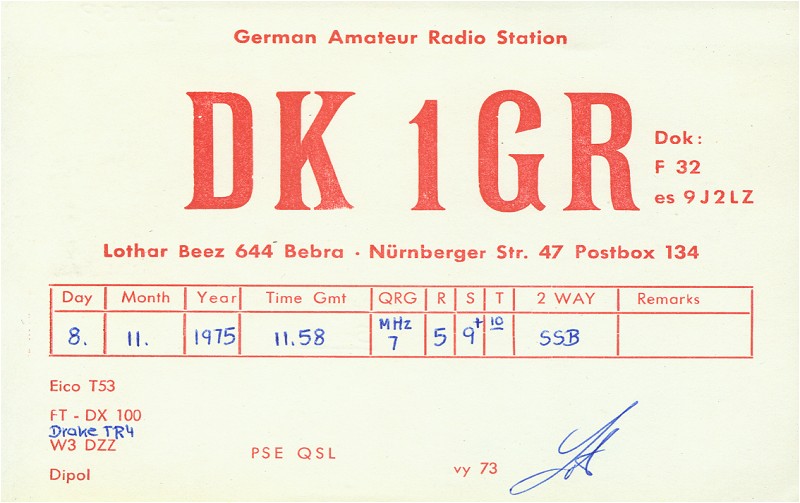 German Amateur Radio Station
DK 1GR
Dok:
F 32
es 9J2LZ
Lothar Beez 644 Bebra · Nürnberger Str. 47 Postbox 134
Day Month Year Time Gmt QRG R S T 2 WAY Remarks
8. 11. 1975 11.58 MHz 7 5 9+ 10 SSB
Eico T53
FT - DX 100
Drake TR4
W3 DZZ
Dipol
PSE QSL
vy 73